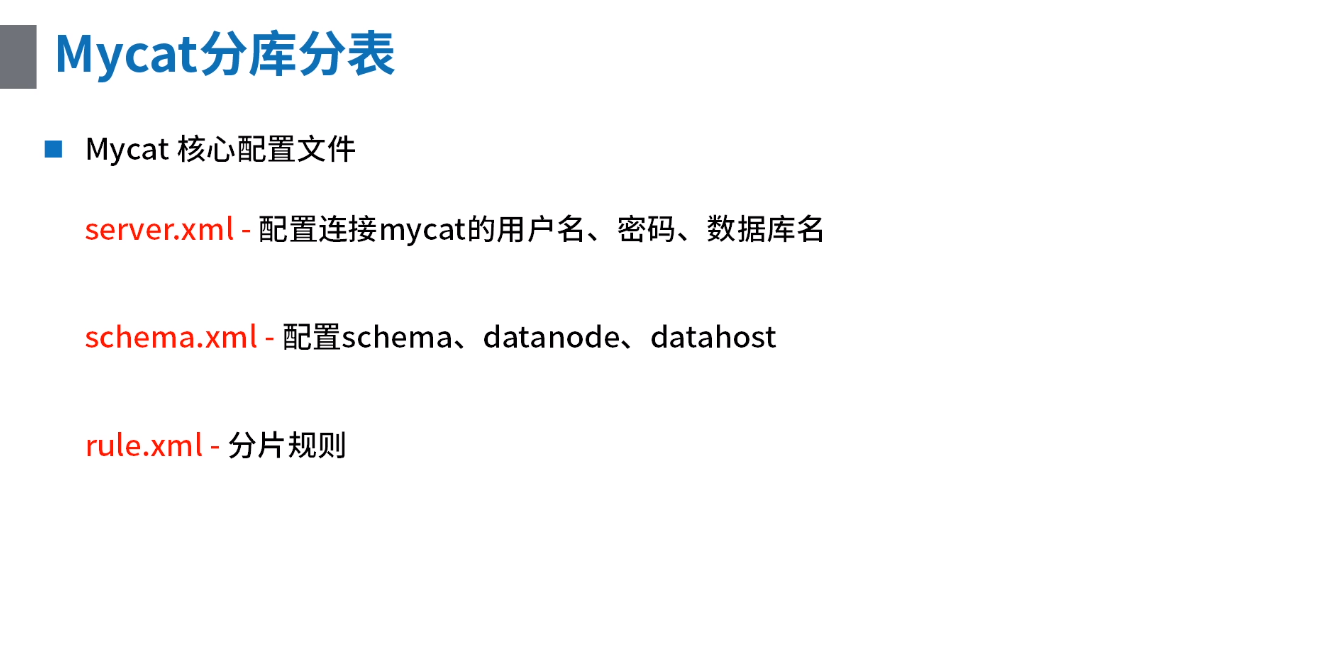 Mycat分库分表
Mycat 核心配置文件
server.xml - 配置连接mycat的用户名、密码、数据库名
schema.xml - 配置schema、datanode、datahost
rule.xml - 分片规则